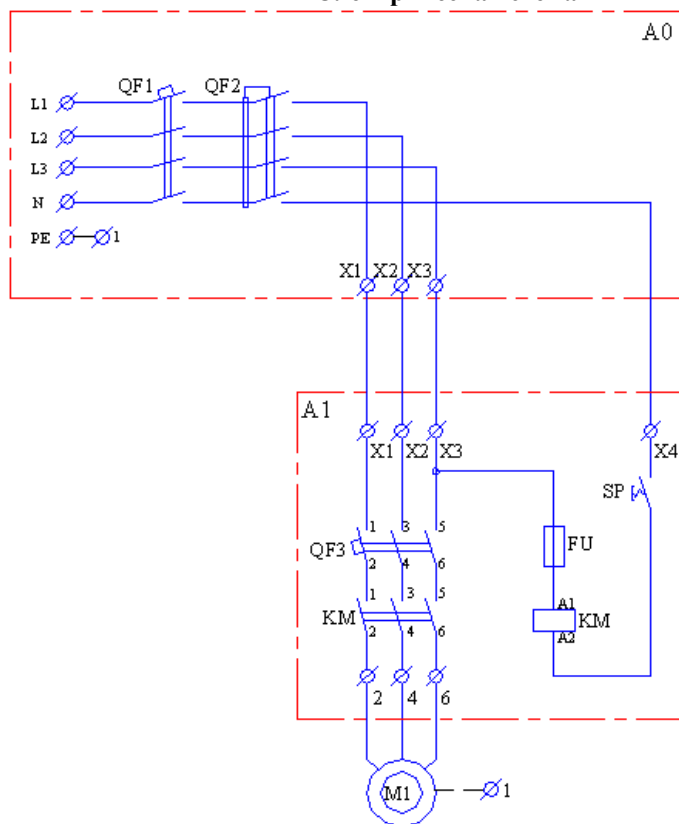 A0
QF1 QF2
L1
L2
L3
N
PE 1
X1 X2 X3
A1
X1 X2 X3 X4
SP
1 3 5
QF3 FU
2 4 6
1 3 5 A1
KM KM
2 4 6 A2
2 4 6
M1 1